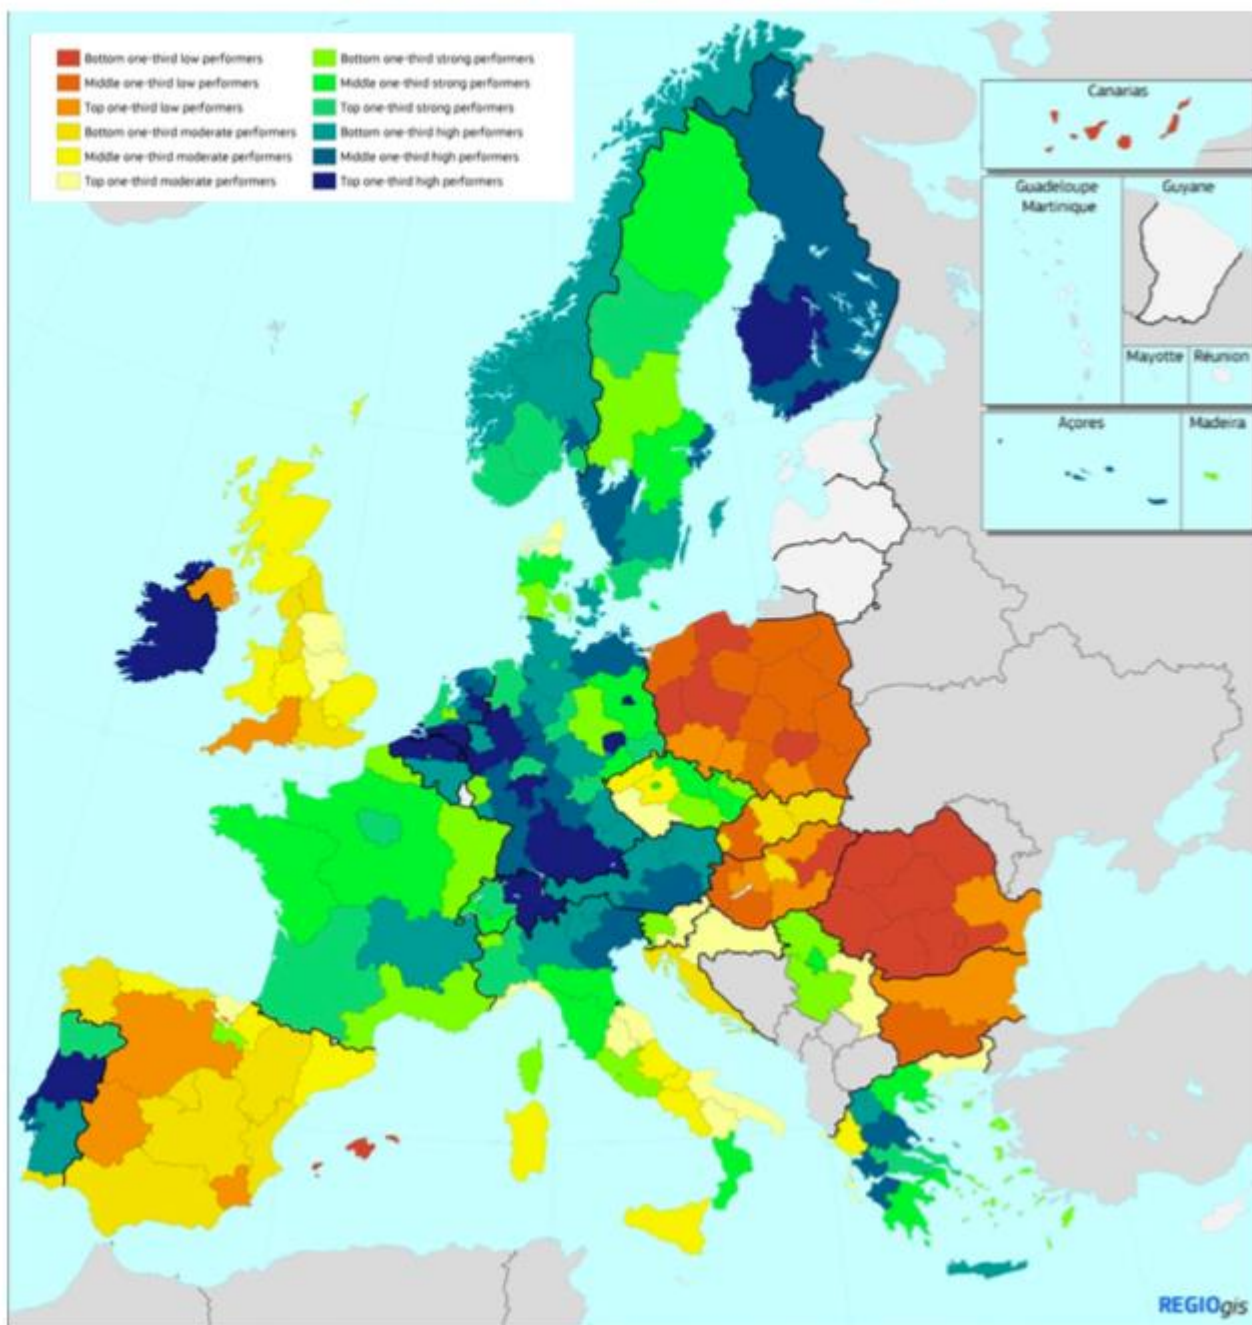 Bottom one-third low performers
Middle one-third low performers
Top one-third low performers
Bottom one-third moderate performers
Middle one-third moderate performers
Top one-third moderate performers
Bottom one-third strong performers
Middle one-third strong performers
Top one-third strong performers
Bottom one-third high performers
Middle one-third high performers
Top one-third high performers
Canarias
Guadeloupe
Martinique
Guyane
Mayotte
Réunion
Açores
Madeira
REGIOgis